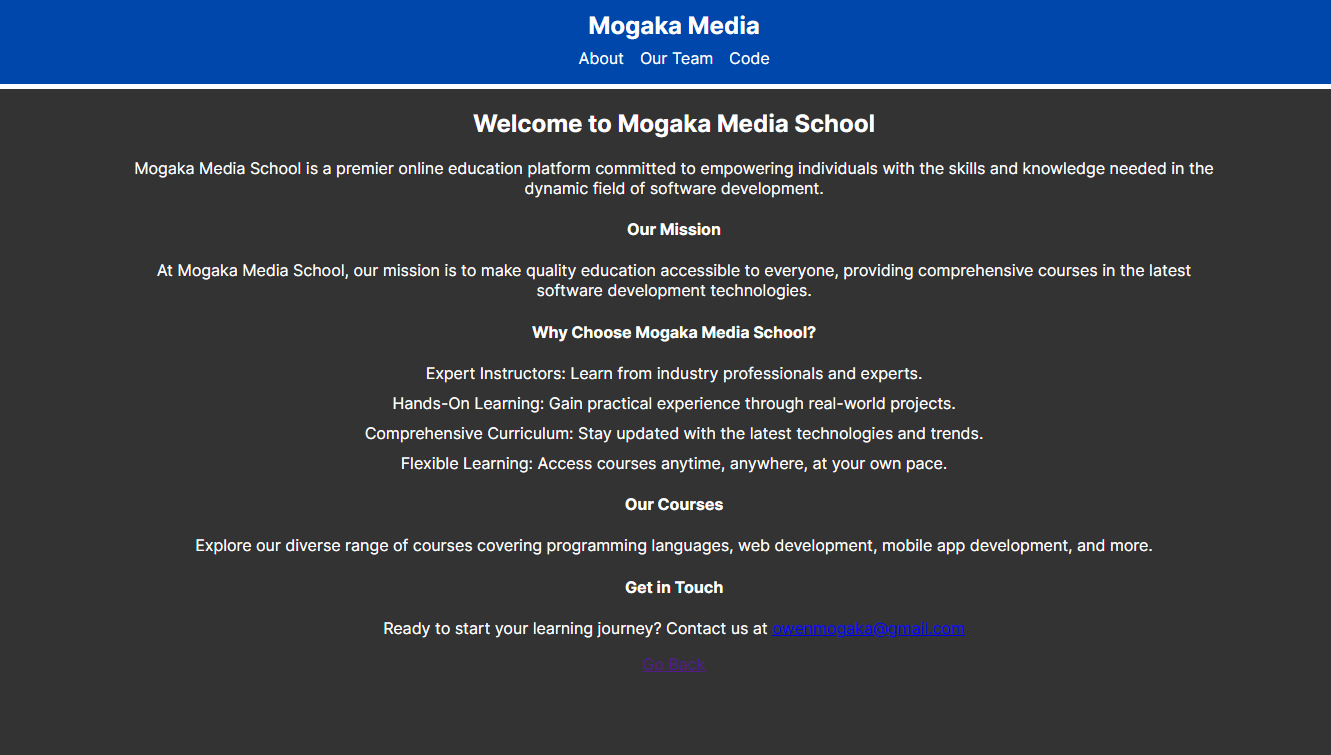 Mogaka Media
About Our Team Code
Welcome to Mogaka Media School
Mogaka Media School is a premier online education platform committed to empowering individuals with the skills and knowledge needed in the
dynamic field of software development.
Our Mission
At Mogaka Media School, our mission is to make quality education accessible to everyone, providing comprehensive courses in the latest
software development technologies.
Why Choose Mogaka Media School?
Expert Instructors: Learn from industry professionals and experts.
Hands-On Learning: Gain practical experience through real-world projects.
Comprehensive Curriculum: Stay updated with the latest technologies and trends.
Flexible Learning: Access courses anytime, anywhere, at your own pace.
Our Courses
Explore our diverse range of courses covering programming languages, web development, mobile app development, and more.
Get in Touch
Ready to start your learning journey? Contact us at owenmogaka@gmail.com
Go Back